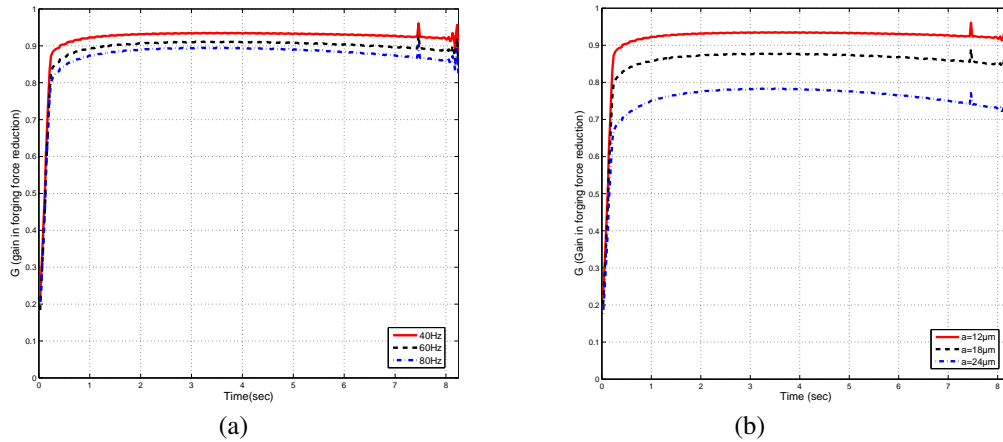 1
0.9
0.8
0.7
0.6
0.5
0.4
0.3
0.2
0.1
0
G (gain in forging force reduction)
0 1 2 3 4 5 6 7 8
Time(sec)
40Hz
60Hz
80Hz
(a)
1
0.9
0.8
0.7
0.6
0.5
0.4
0.3
0.2
0.1
0
G (Gain in forging force reduction)
0 1 2 3 4 5 6 7 8
Time (sec)
a=12µm
a=18µm
a=24µm
(b)